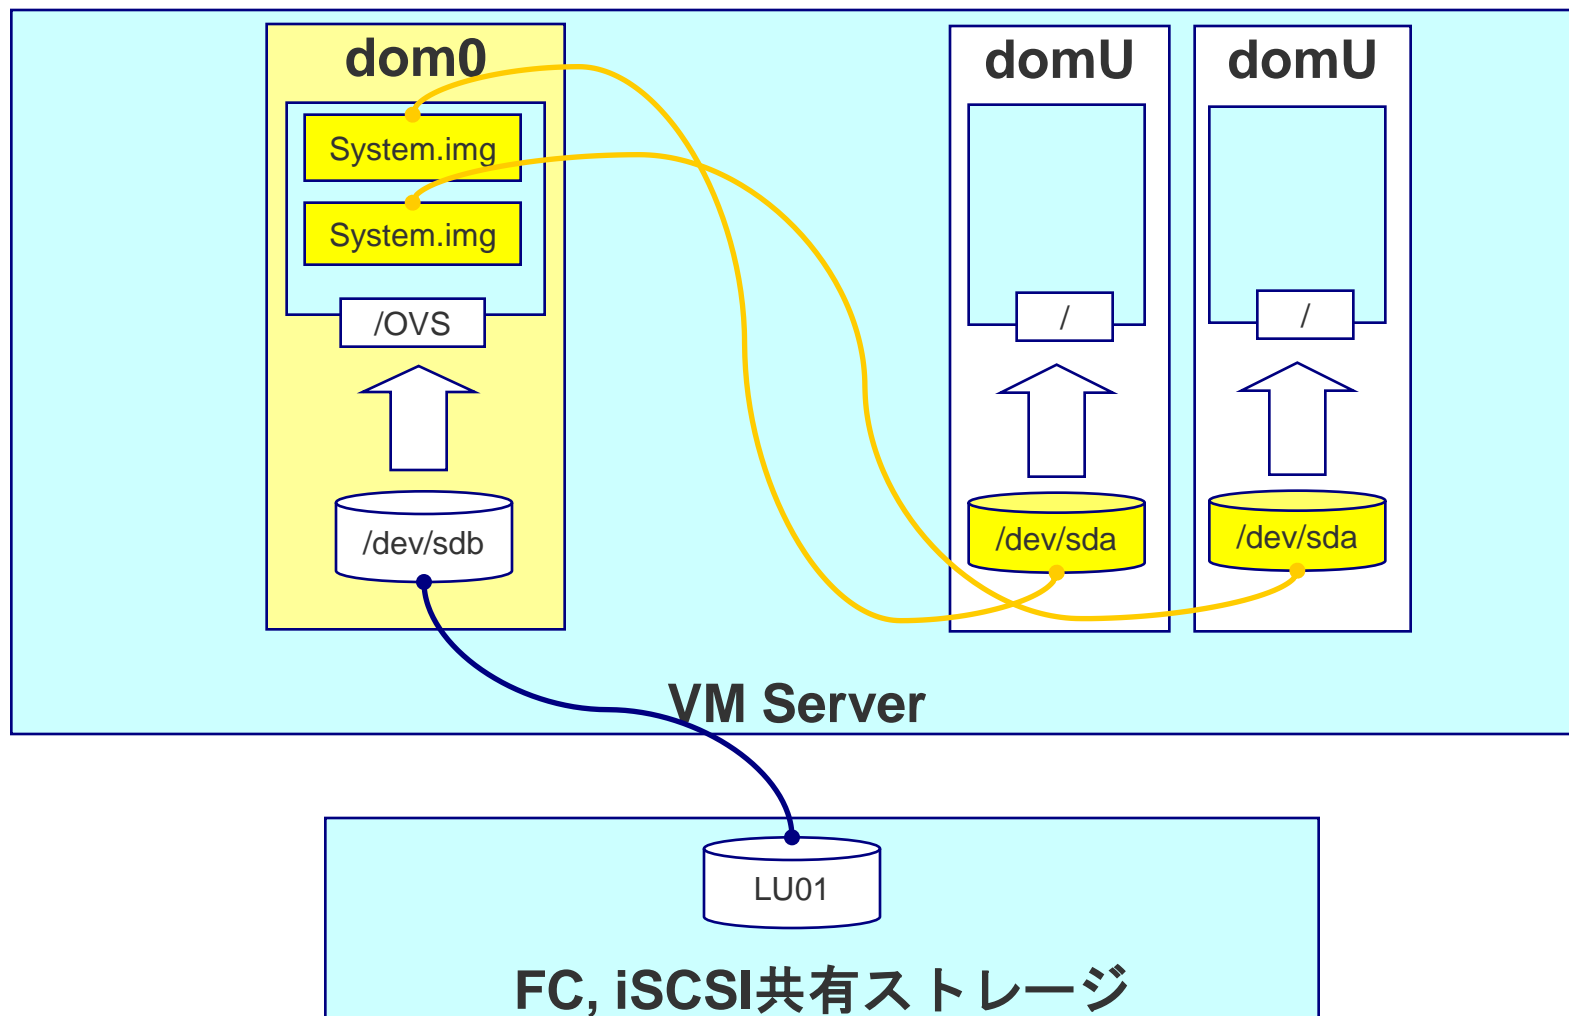 dom0
System.img
System.img
/OVS
/dev/sdb
domU
/
/dev/sda
domU
/
/dev/sda
VM Server
LU01
FC, iSCSI共有ストレージ